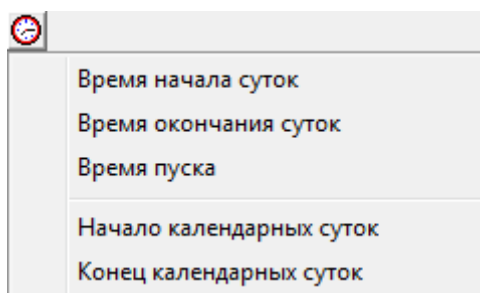 Время начала суток
Время окончания суток
Время пуска
Начало календарных суток
Конец календарных суток